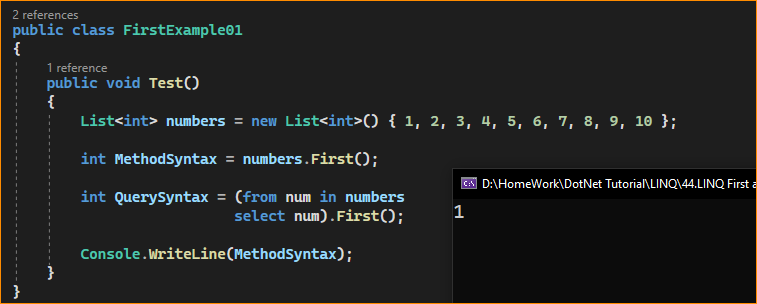 2 references
public class FirstExample01
{
1 reference
public void Test()
{
List<int> numbers = new List<int>() { 1, 2, 3, 4, 5, 6, 7, 8, 9, 10 };
int MethodSyntax = numbers.First();
int QuerySyntax = (from num in numbers
select num).First();
Console.WriteLine(MethodSyntax);
}
}
D:\HomeWork\DotNet Tutorial\LINQ\44.LINQ First a
1